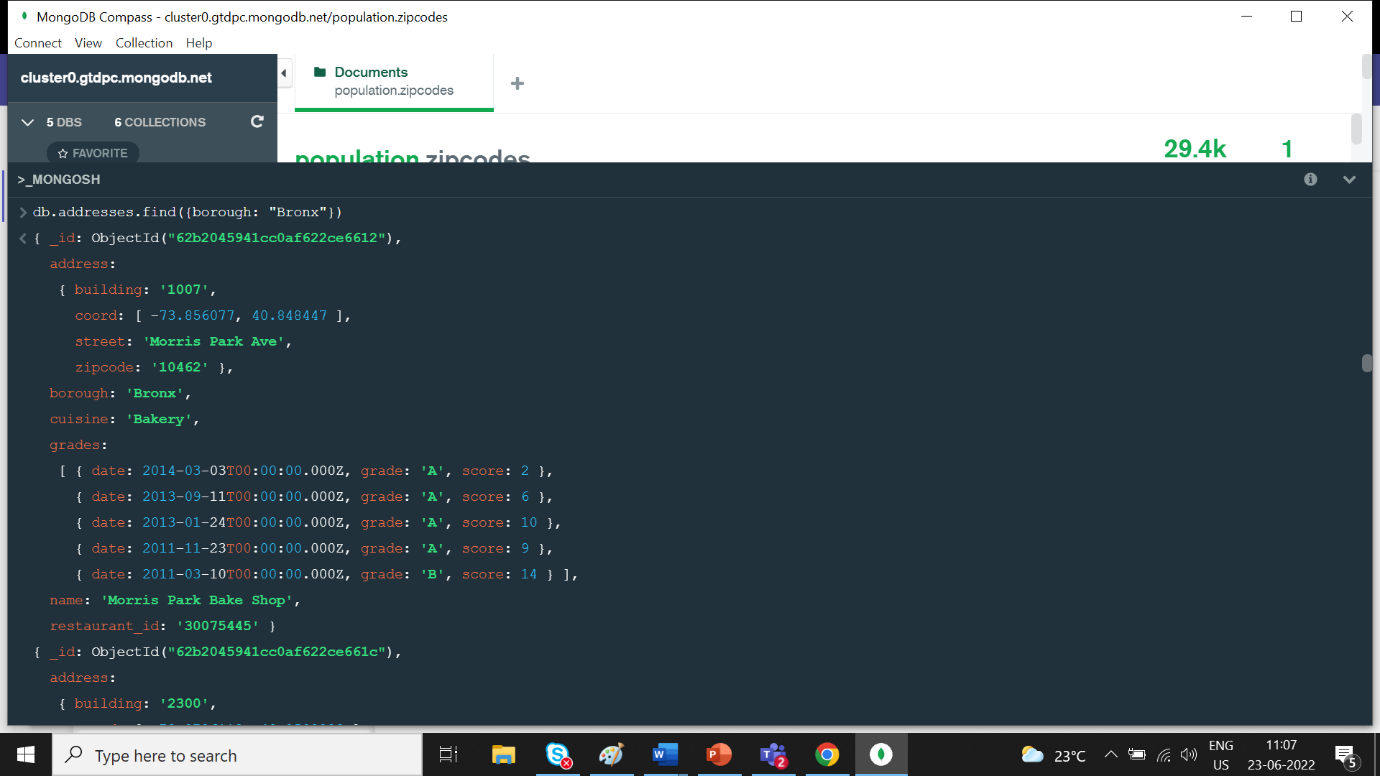 MongoDB Compass - cluster0.gtdpc.mongodb.net/population.zipcodes
Connect View Collection Help
cluster0.gtdpc.mongodb.net
Documents
population.zipcodes
5 DBS 6 COLLECTIONS
FAVORITE
population.zipcodes
29.4k 1
>_MONGOSH
db.addresses.find({borough: "Bronx"})
{ _id: ObjectId("62b2045941cc0af622ce6612"),
address:
{ building: '1007',
coord: [ -73.856077, 40.848447 ],
street: 'Morris Park Ave',
zipcode: '10462' },
borough: 'Bronx',
cuisine: 'Bakery',
grades:
[ { date: 2014-03-03T00:00:00.000Z, grade: 'A', score: 2 },
{ date: 2013-09-11T00:00:00.000Z, grade: 'A', score: 6 },
{ date: 2013-01-24T00:00:00.000Z, grade: 'A', score: 10 },
{ date: 2011-11-23T00:00:00.000Z, grade: 'A', score: 9 },
{ date: 2011-03-10T00:00:00.000Z, grade: 'B', score: 14 } ],
name: 'Morris Park Bake Shop',
restaurant_id: '30075445' }
{ _id: ObjectId("62b2045941cc0af622ce661c"),
address:
{ building: '2300',
Type here to search
23°C
ENG
US
11:07
23-06-2022
2
5